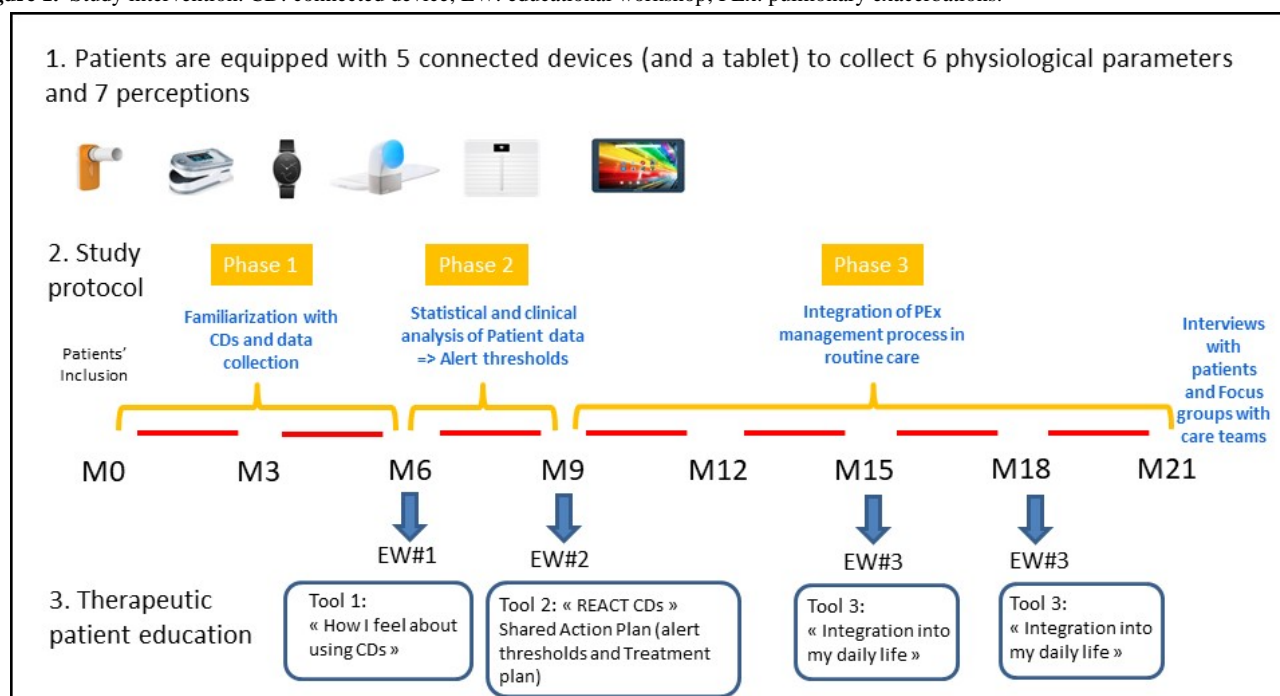 Figure 1. Study intervention. CD: connected device; EW: educational workshop; PEx: pulmonary exacerbations.
1. Patients are equipped with 5 connected devices (and a tablet) to collect 6 physiological parameters
and 7 perceptions
2. Study
protocol
Phase 1
Phase 2
Phase 3
Familiarization with
CDs and data
collection
Statistical and clinical
analysis of Patient data
=> Alert thresholds
Integration of PEx
management process in
routine care
Interviews
with
patients
and Focus
groups with
care teams
Patients’
Inclusion
M0
M3
M6
M9
M12
M15
M18
M21
EW#1
EW#2
EW#3
EW#3
3. Therapeutic
patient education
Tool 1:
« How I feel about
using CDs »
Tool 2: « REACT CDs »
Shared Action Plan (alert
thresholds and Treatment
plan)
Tool 3:
« Integration into
my daily life »
Tool 3:
« Integration into
my daily life »